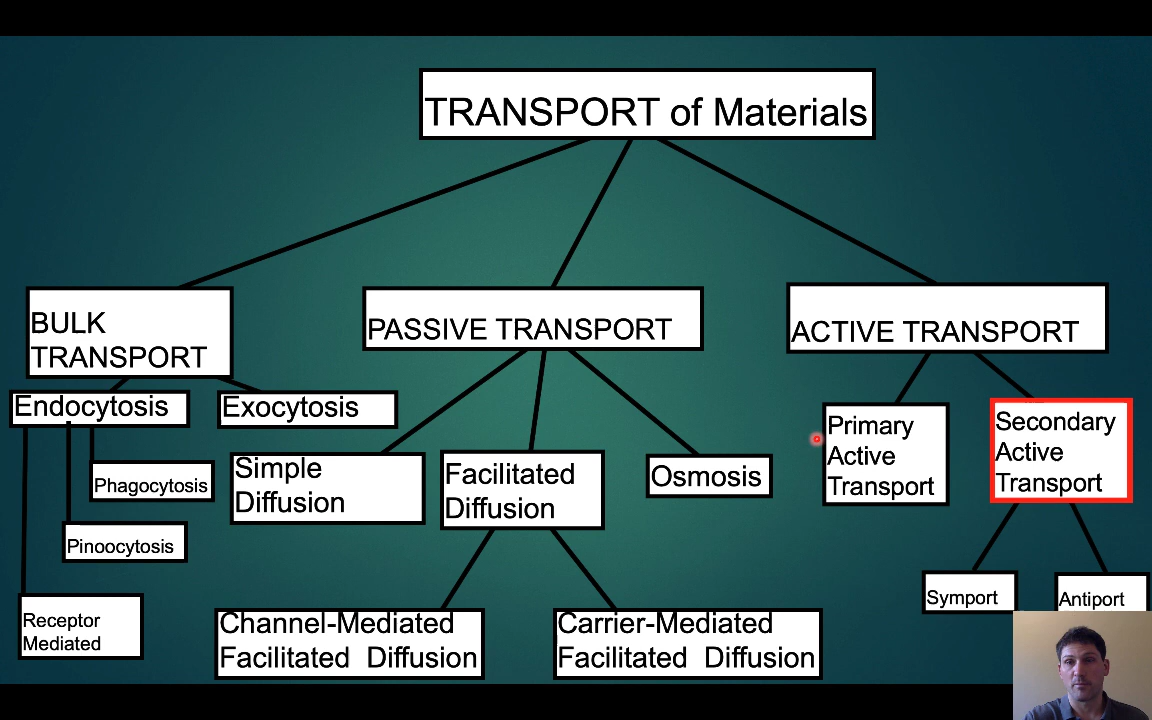 TRANSPORT of Materials
BULK
TRANSPORT
PASSIVE TRANSPORT
ACTIVE TRANSPORT
Endocytosis
Exocytosis
Phagocytosis
Pinoocytosis
Receptor
Mediated
Simple
Diffusion
Facilitated
Diffusion
Osmosis
Channel-Mediated
Facilitated Diffusion
Carrier-Mediated
Facilitated Diffusion
Primary
Active
Transport
Secondary
Active
Transport
Symport
Antiport